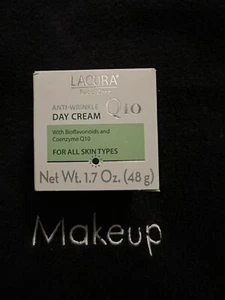 LACURA
ANTI-WRINKLE
Q10
DAY CREAM
With Bioflavonoids and
Coenzyme Q10
FOR ALL SKIN TYPES
Net Wt. 1.7 Oz. (48 g)
Makeup